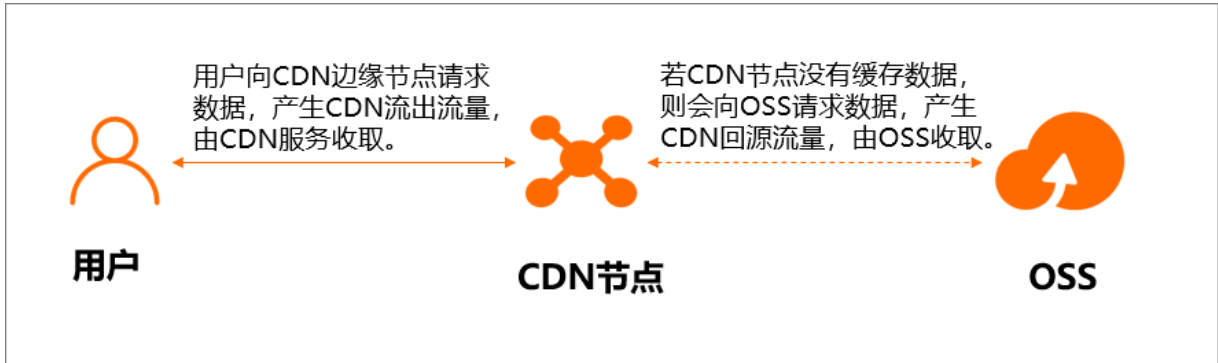 用户向CDN边缘节点请求
数据，产生CDN流出流量，
由CDN服务收取。
若CDN节点没有缓存数据，
则会向OSS请求数据，产生
CDN回源流量，由OSS收取。
用户
CDN节点
OSS